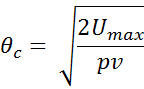 θ_c = √(2U_max / pv)